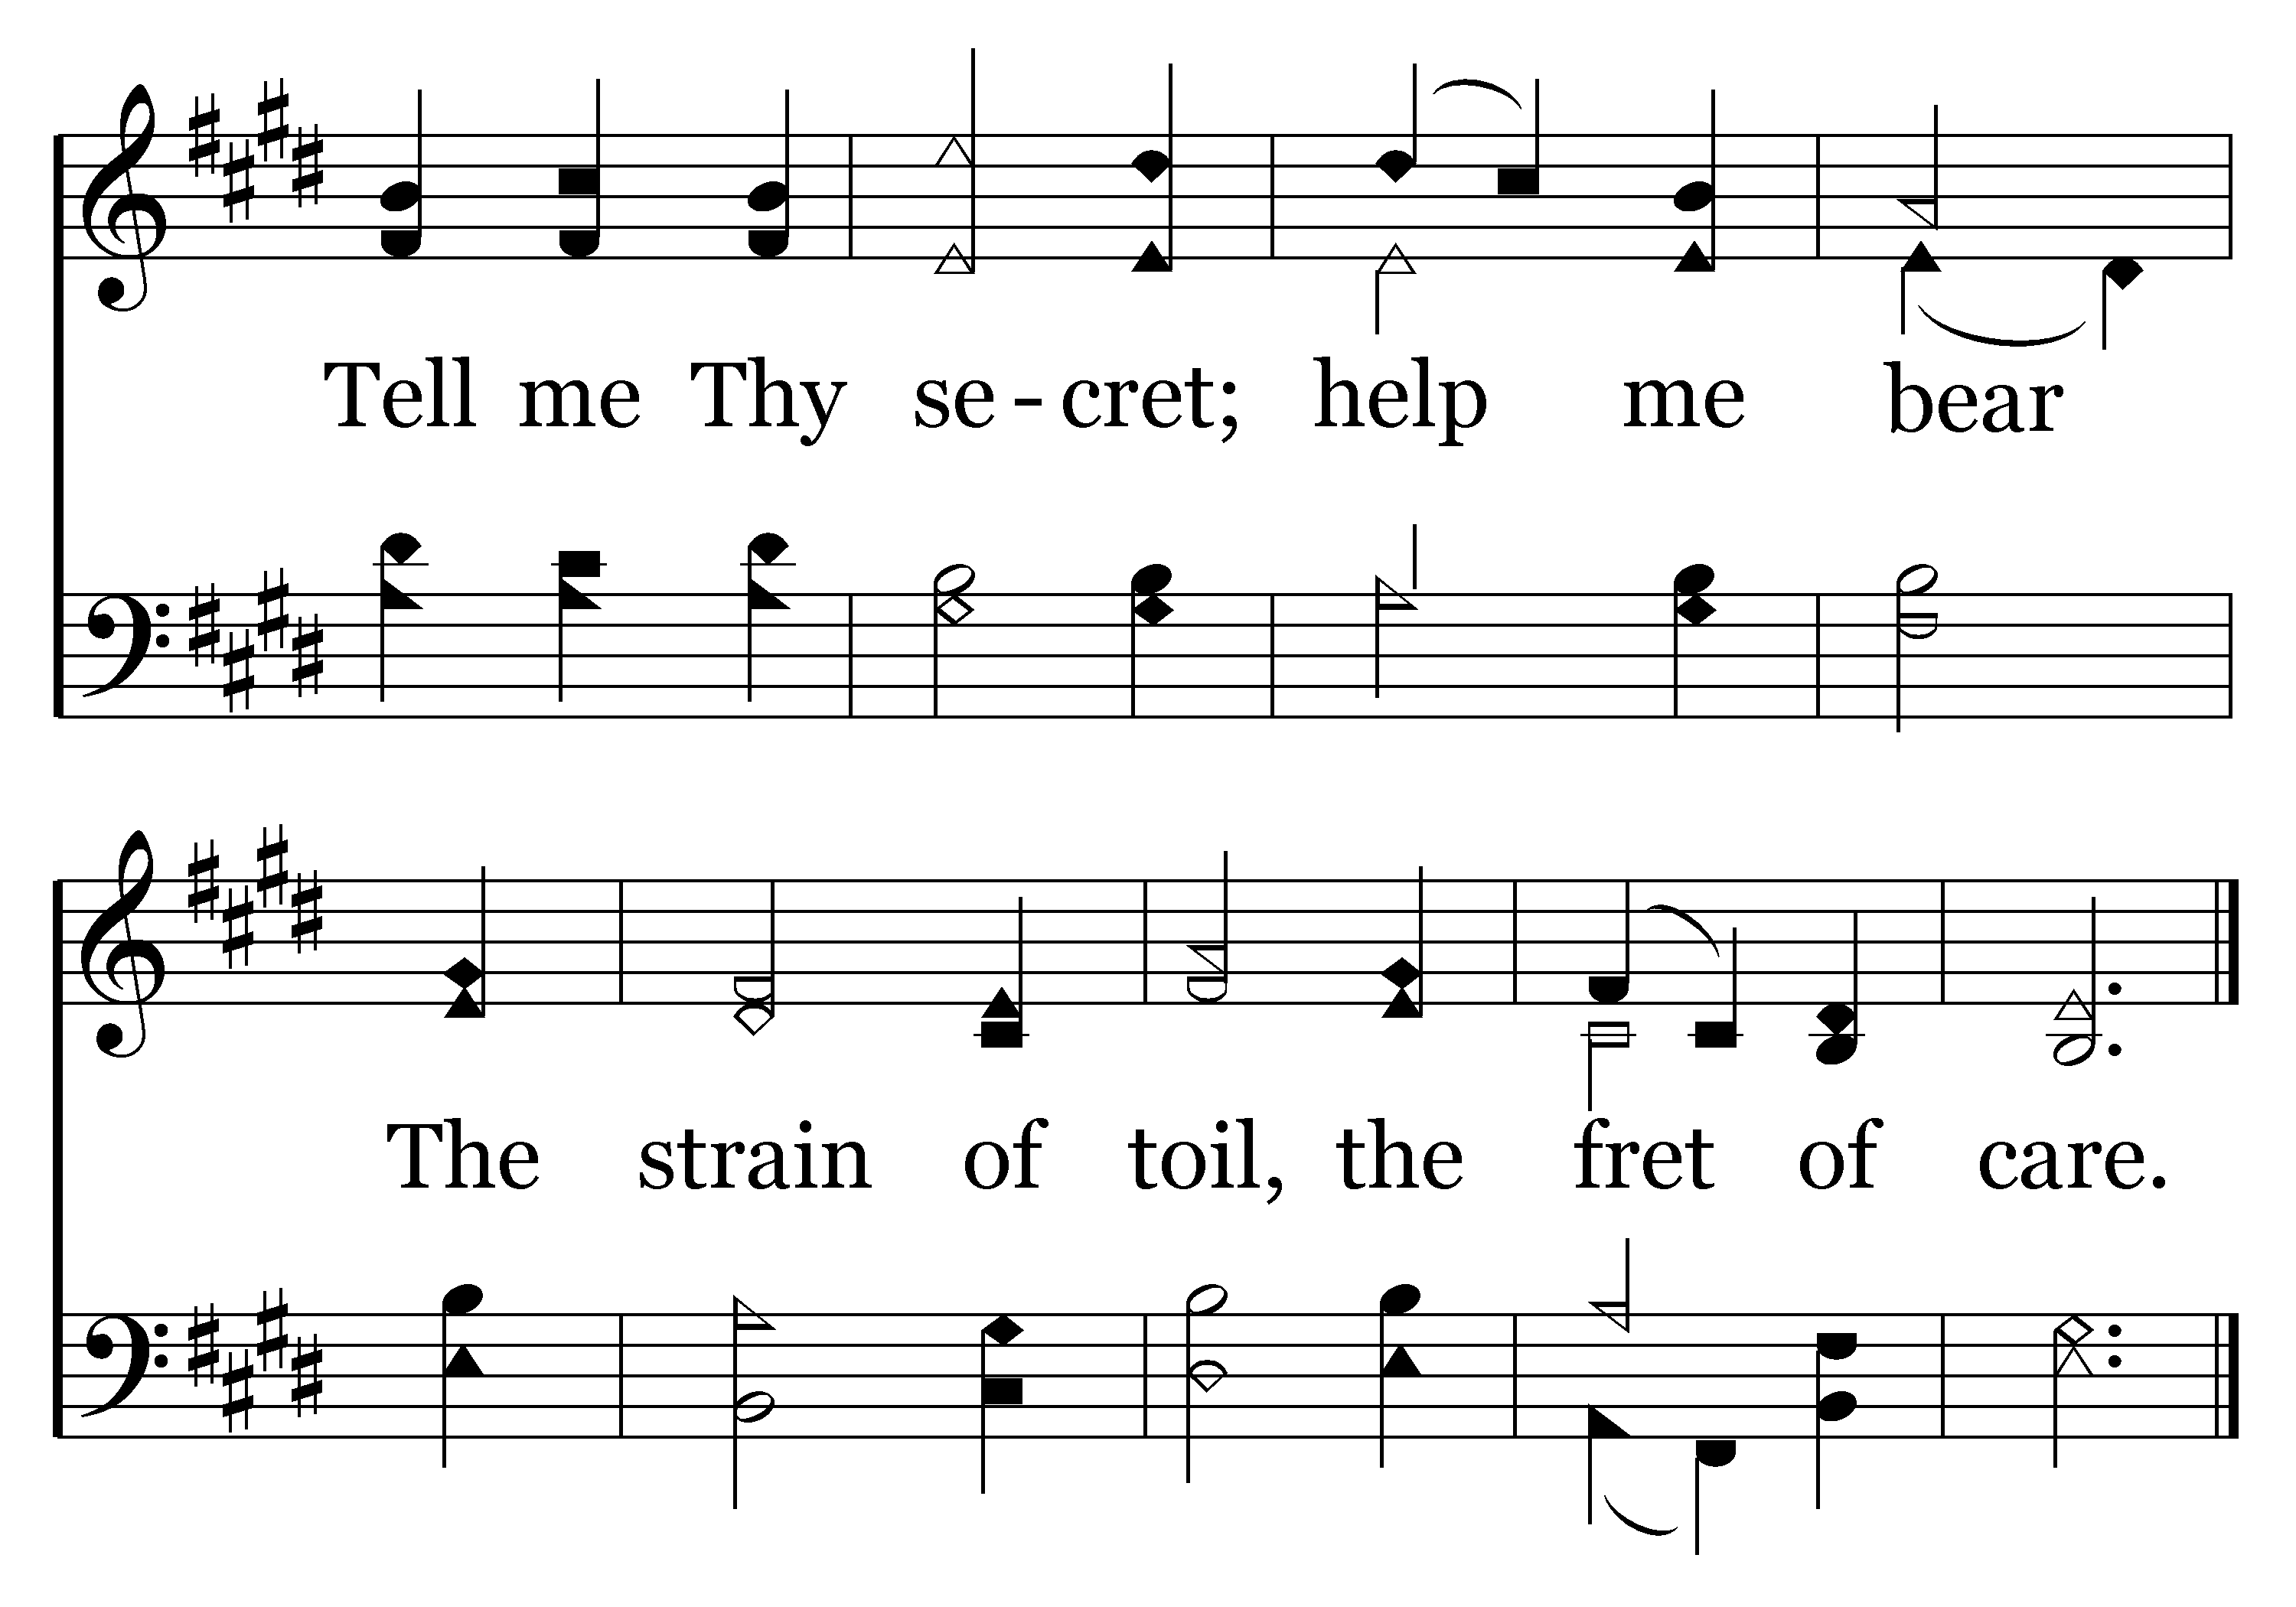 Tell me Thy se - cret; help me bear
The strain of toil, the fret of care.